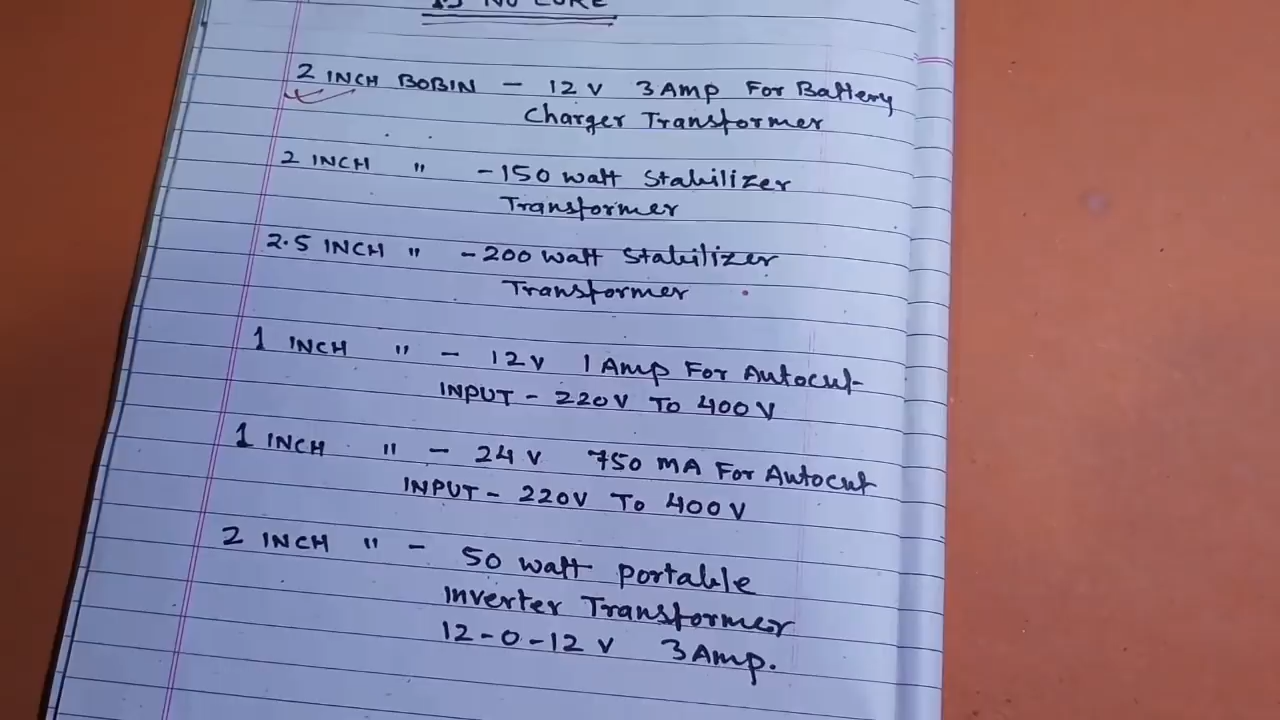 2 INCH BOBIN - 12 V 3 Amp For Battery
Charger Transformer
2 INCH " - 150 watt Stabilizer
Transformer
2.5 INCH " - 200 watt Stabilizer
Transformer
1 INCH " - 12 V 1 Amp For Autocut
INPUT - 220V To 400V
1 INCH " - 24 V 750 MA For Autocut
INPUT - 220V To 400V
2 INCH " - 50 watt portable
Inverter Transformer
12-0-12 V 3 Amp.